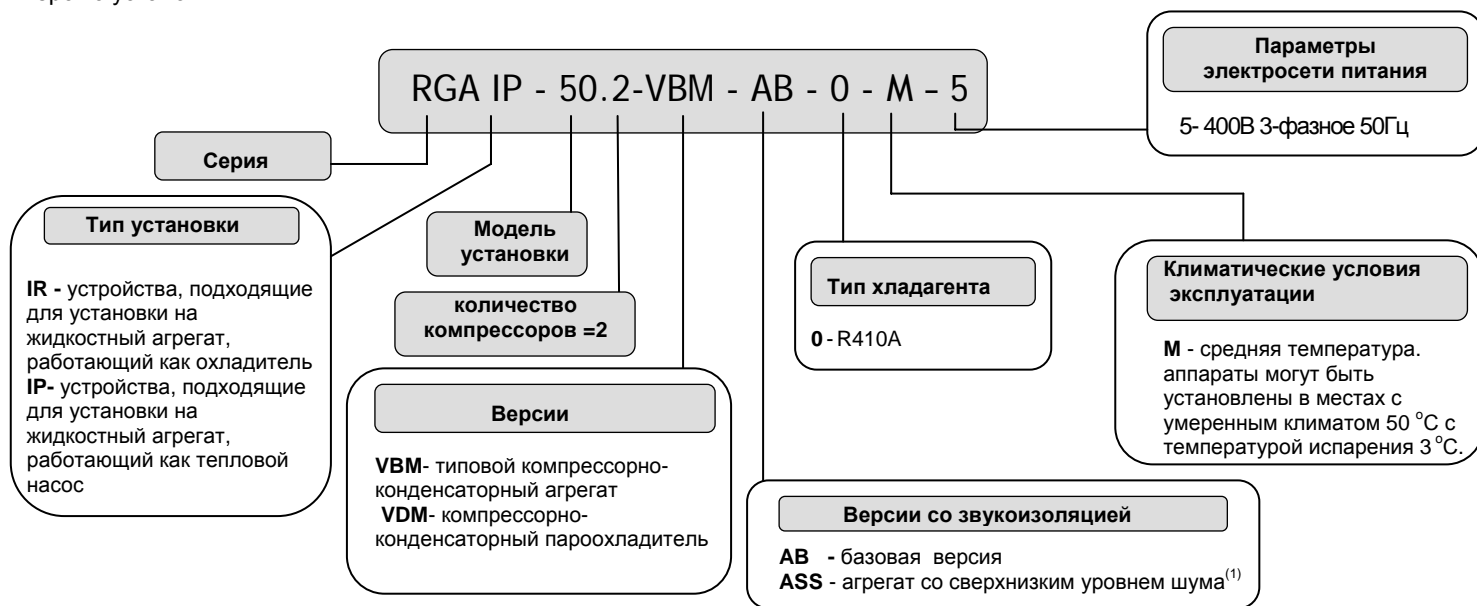 Параметры
электросети питания
5- 400В 3-фазное 50Гц
RGA IP - 50.2-VBM - AB - 0 - M - 5
Серия
Тип установки
IR - устройства, подходящие
для установки на
жидкостный агрегат,
работающий как охладитель
IP- устройства, подходящие
для установки на
жидкостный агрегат,
работающий как тепловой
насос
Модель
установки
количество
компрессоров =2
Версии
VBM- типовой компрессорно-
конденсаторный агрегат
VDM- компрессорно-
конденсаторный пароохладитель
Тип хладагента
0 - R410A
Климатические условия
эксплуатации
М - средняя температура.
аппараты могут быть
установлены в местах с
умеренным климатом 50 °С с
температурой испарения 3 °С.
Версии со звукоизоляцией
AB - базовая версия
ASS - агрегат со сверхнизким уровнем шума(1)